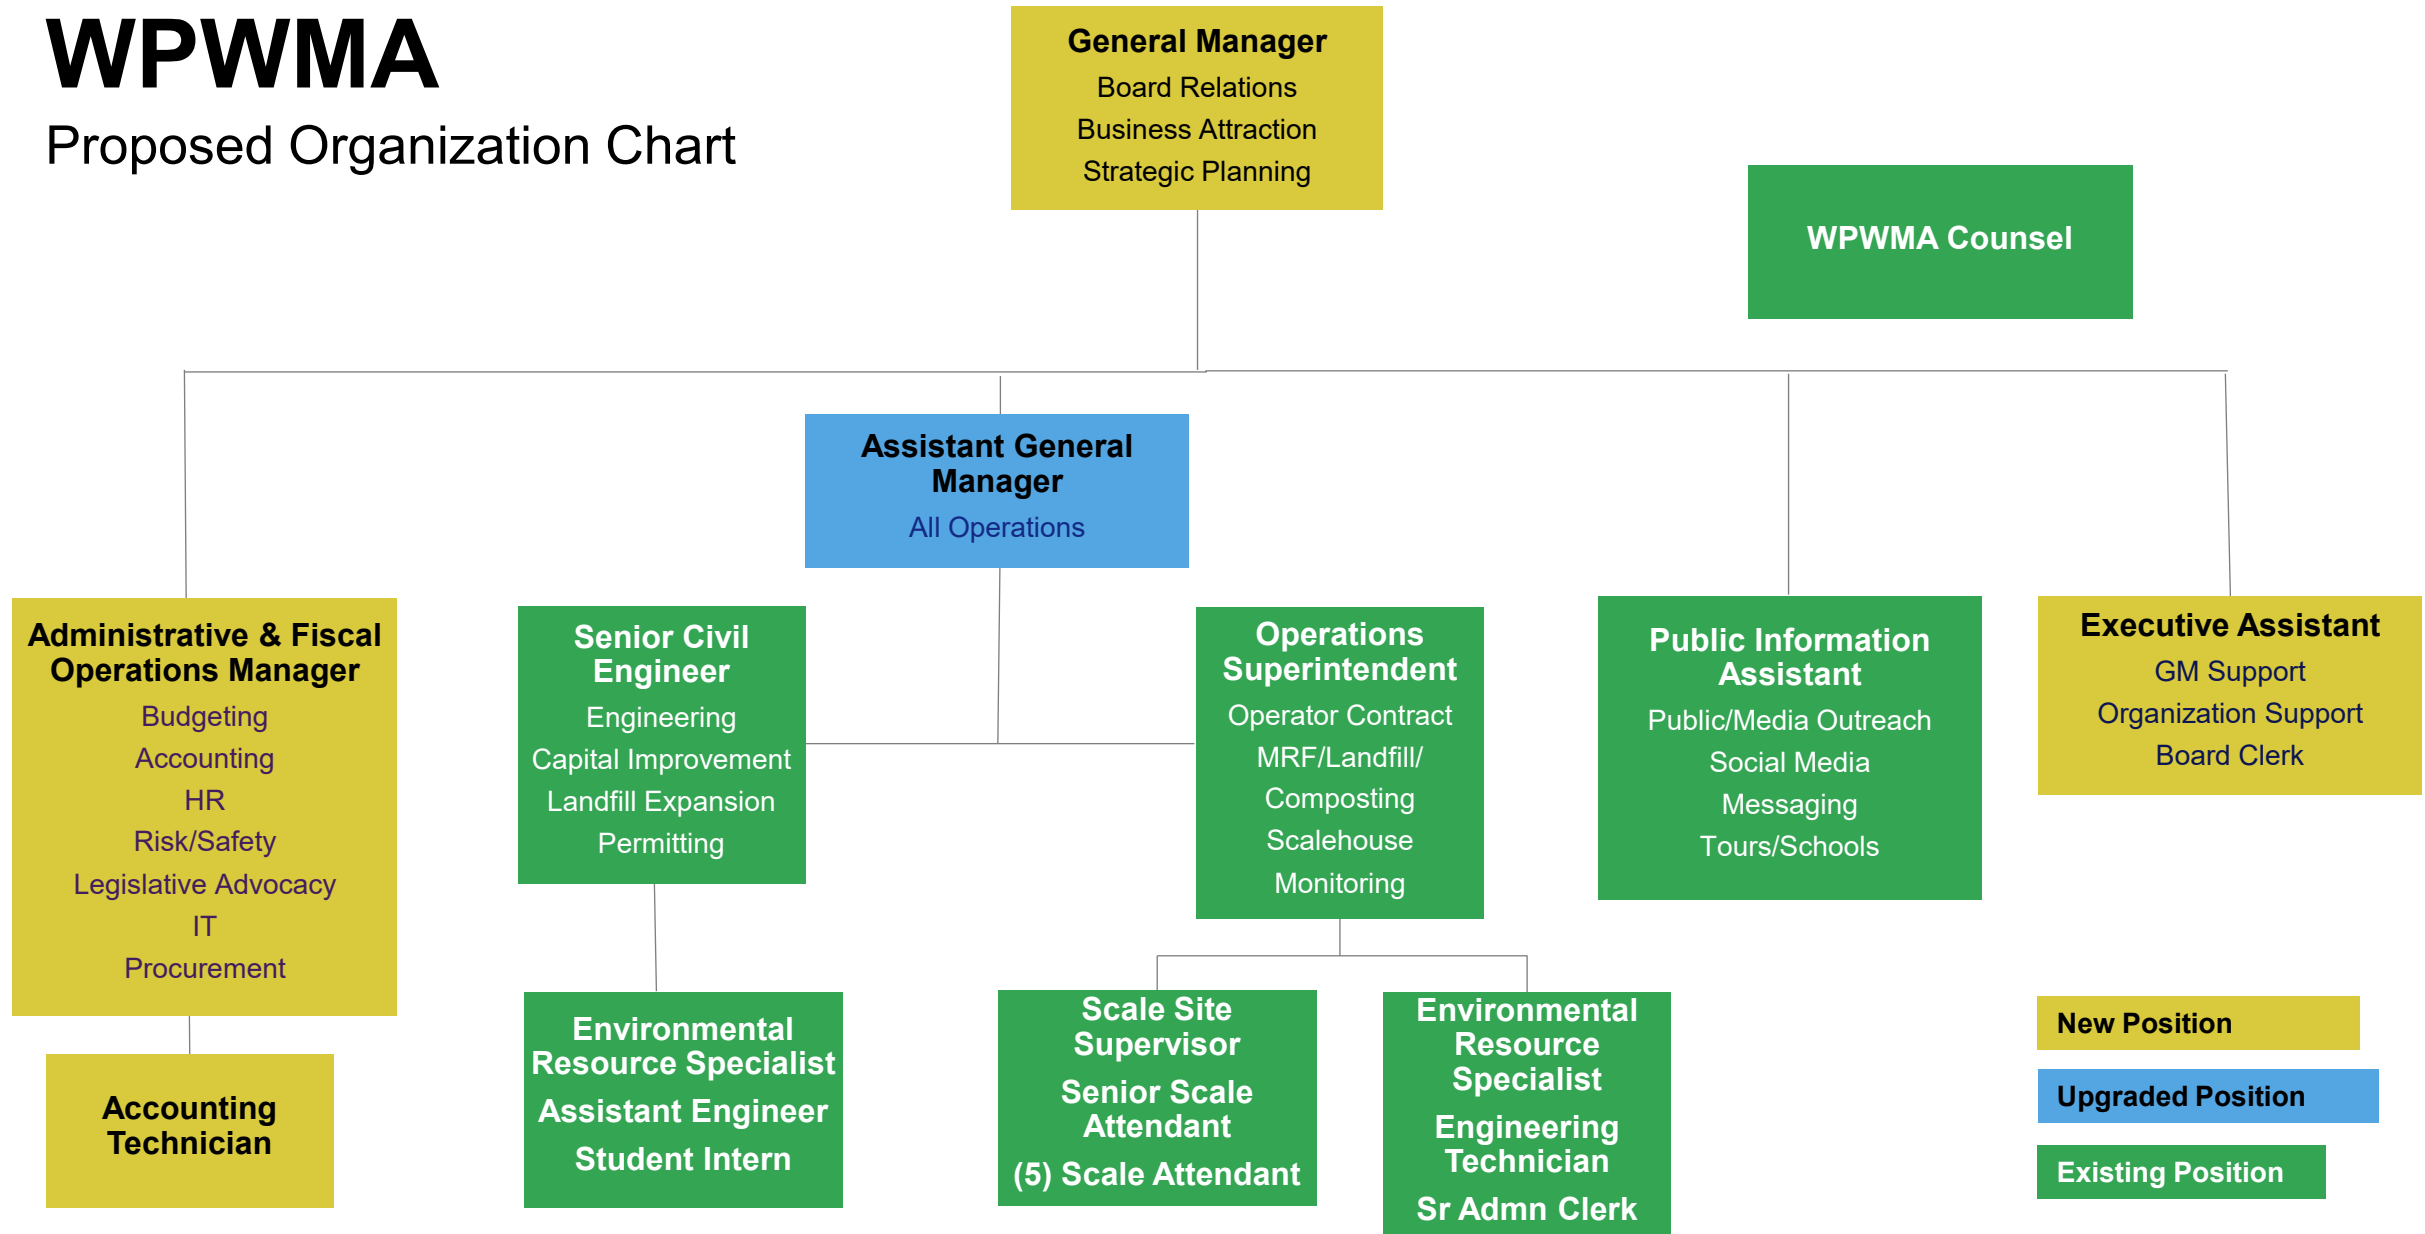 WPWMA
Proposed Organization Chart
General Manager
Board Relations
Business Attraction
Strategic Planning
WPWMA Counsel
Assistant General
Manager
All Operations
Administrative & Fiscal
Operations Manager
Budgeting
Accounting
HR
Risk/Safety
Legislative Advocacy
IT
Procurement
Senior Civil
Engineer
Engineering
Capital Improvement
Landfill Expansion
Permitting
Operations
Superintendent
Operator Contract
MRF/Landfill/
Composting
Scalehouse
Monitoring
Public Information
Assistant
Public/Media Outreach
Social Media
Messaging
Tours/Schools
Executive Assistant
GM Support
Organization Support
Board Clerk
Accounting
Technician
Environmental
Resource Specialist
Assistant Engineer
Student Intern
Scale Site
Supervisor
Senior Scale
Attendant
(5) Scale Attendant
Environmental
Resource
Specialist
Engineering
Technician
Sr Admn Clerk
New Position
Upgraded Position
Existing Position